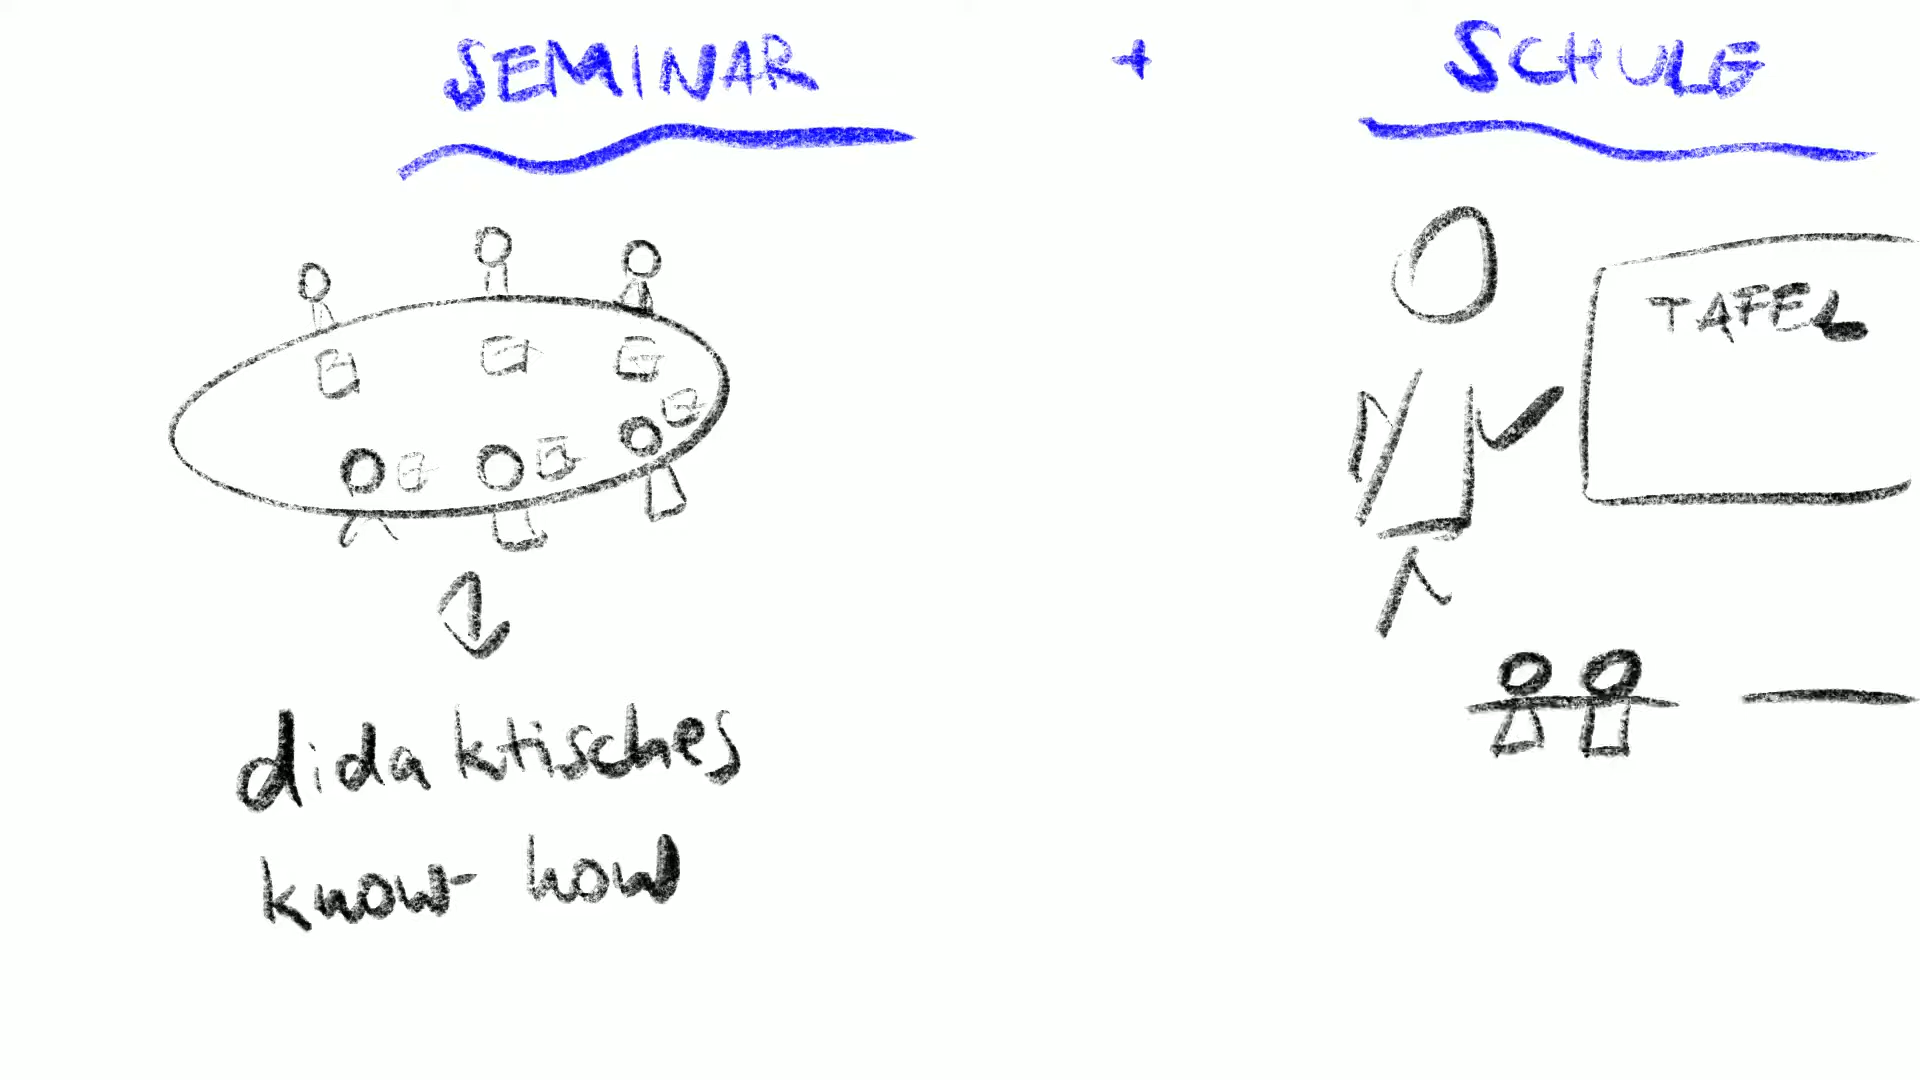 SEMINAR + SCHULE
TAFEL
didaktisches
know-how